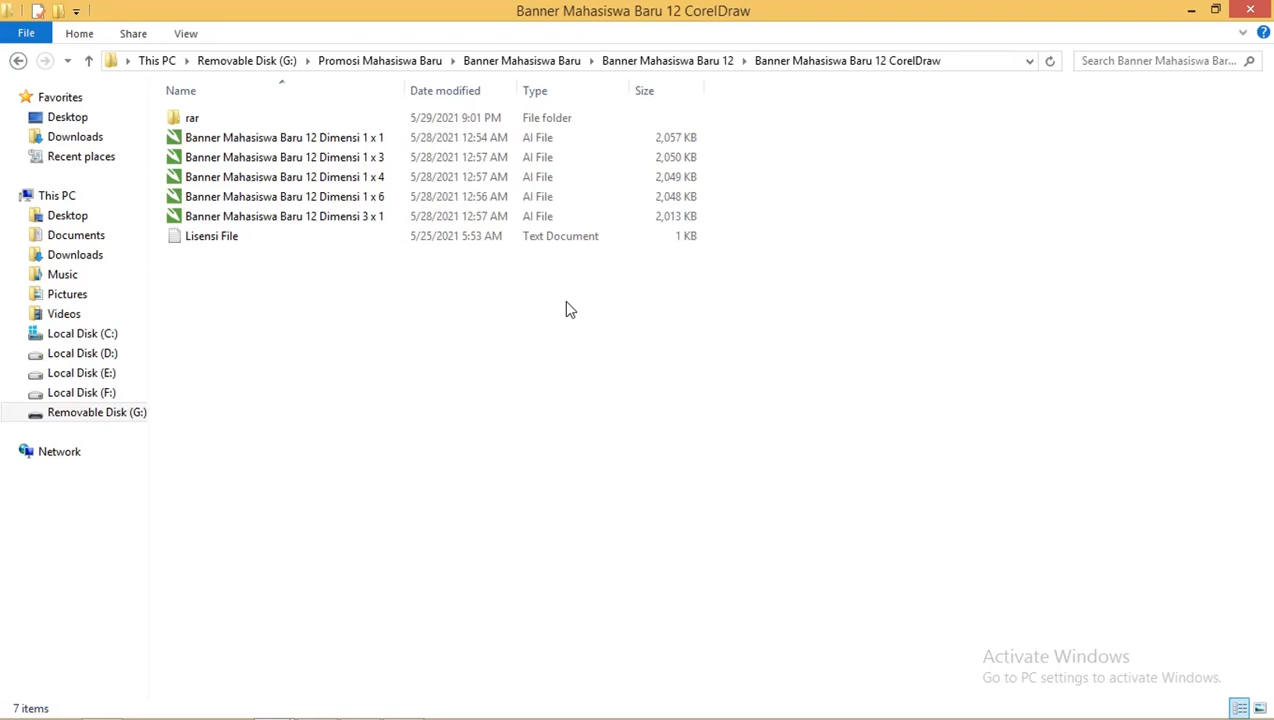 Banner Mahasiswa Baru 12 CorelDraw
File Home Share View
This PC Removable Disk (G:) Promosi Mahasiswa Baru Banner Mahasiswa Baru Banner Mahasiswa Baru 12 Banner Mahasiswa Baru 12 CorelDraw Search Banner Mahasiswa Bar...
Name Date modified Type Size
rar 5/29/2021 9:01 PM File folder
Banner Mahasiswa Baru 12 Dimensi 1 x 1 5/28/2021 12:54 AM AI File 2,057 KB
Banner Mahasiswa Baru 12 Dimensi 1 x 3 5/28/2021 12:57 AM AI File 2,050 KB
Banner Mahasiswa Baru 12 Dimensi 1 x 4 5/28/2021 12:57 AM AI File 2,049 KB
Banner Mahasiswa Baru 12 Dimensi 1 x 6 5/28/2021 12:56 AM AI File 2,048 KB
Banner Mahasiswa Baru 12 Dimensi 3 x 1 5/28/2021 12:57 AM AI File 2,013 KB
Lisensi File 5/25/2021 5:53 AM Text Document 1 KB
Favorites
Desktop
Downloads
Recent places
This PC
Desktop
Documents
Downloads
Music
Pictures
Videos
Local Disk (C:)
Local Disk (D:)
Local Disk (E:)
Local Disk (F:)
Removable Disk (G:)
Network
Activate Windows
Go to PC settings to activate Windows.
7 items